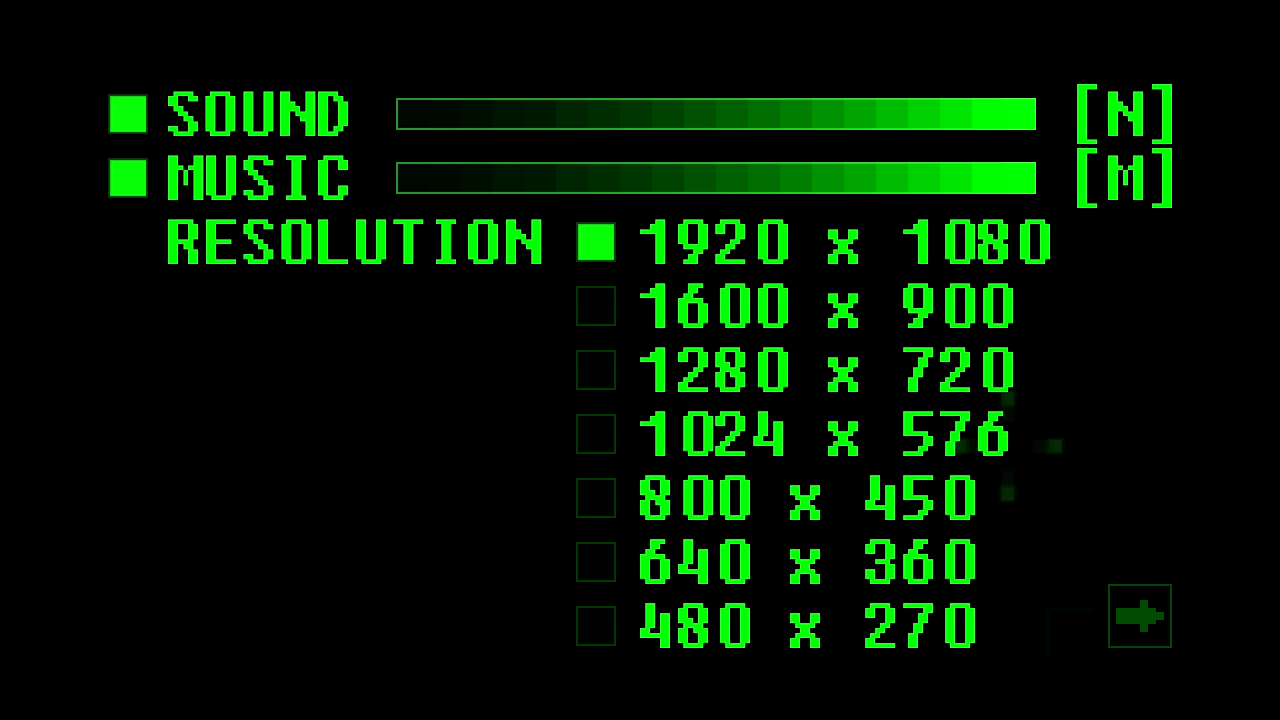 SOUND [N]
MUSIC [M]
RESOLUTION 1920 x 1080
1600 x 900
1280 x 720
1024 x 576
800 x 450
640 x 360
480 x 270